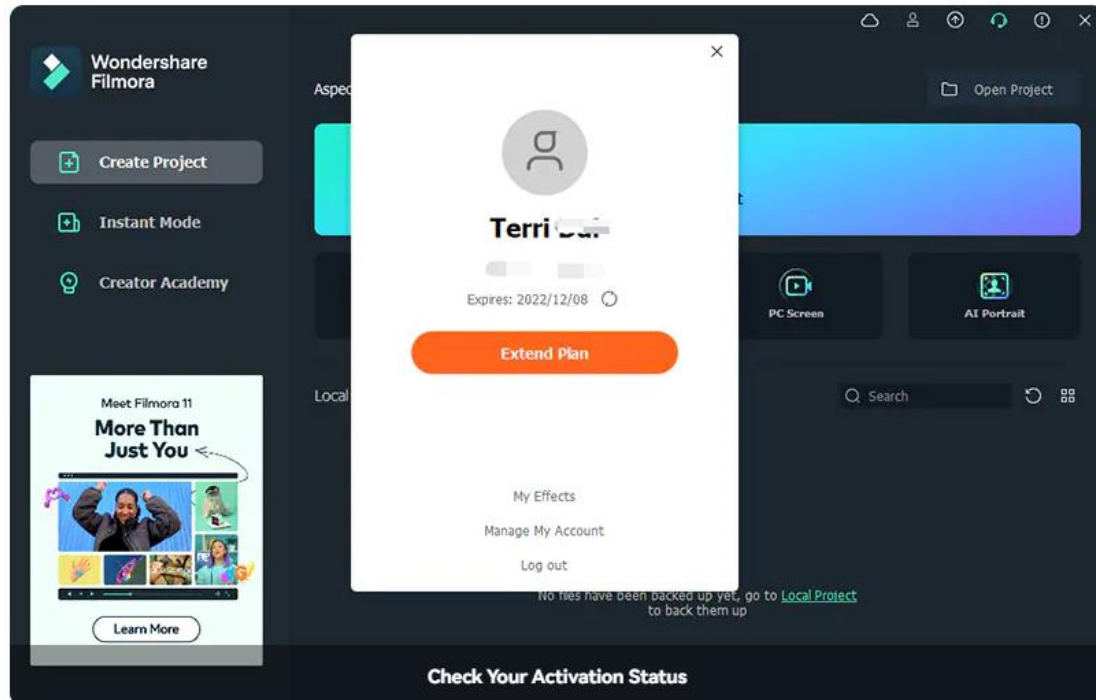 Wondershare
Filmora
Create Project
Instant Mode
Creator Academy
Meet Filmora 11
More Than
Just You
Learn More
Open Project
Terri
Expires: 2022/12/08
Extend Plan
My Effects
Manage My Account
Log out
PC Screen
AI Portrait
Local
Search
No files have been backed up yet, go to Local Project
to back them up
Check Your Activation Status